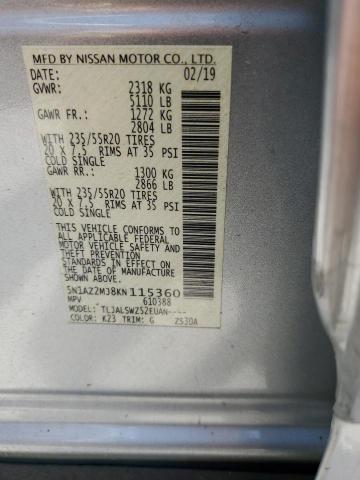 MFD BY NISSAN MOTOR CO., LTD.
DATE: 02/19
GVWR: 2318 KG
5110 LB
GAWR FR.: 1272 KG
2804 LB
WITH 235/55R20 TIRES
20 X 7.5 RIMS AT 35 PSI
COLD SINGLE
GAWR RR.: 1300 KG
2866 LB
WITH 235/55R20 TIRES
20 X 7.5 RIMS AT 35 PSI
COLD SINGLE
THIS VEHICLE CONFORMS TO
ALL APPLICABLE FEDERAL
MOTOR VEHICLE SAFETY
STANDARDS IN EFFECT ON
THE DATE OF MANUFACTURE
SHOWN ABOVE.
5N1AZ2MJ8KN115360
MPV 610388
MODEL: TLJALSWZ52EUAN----
COLOR: K23 TRIM: G ZS3DA